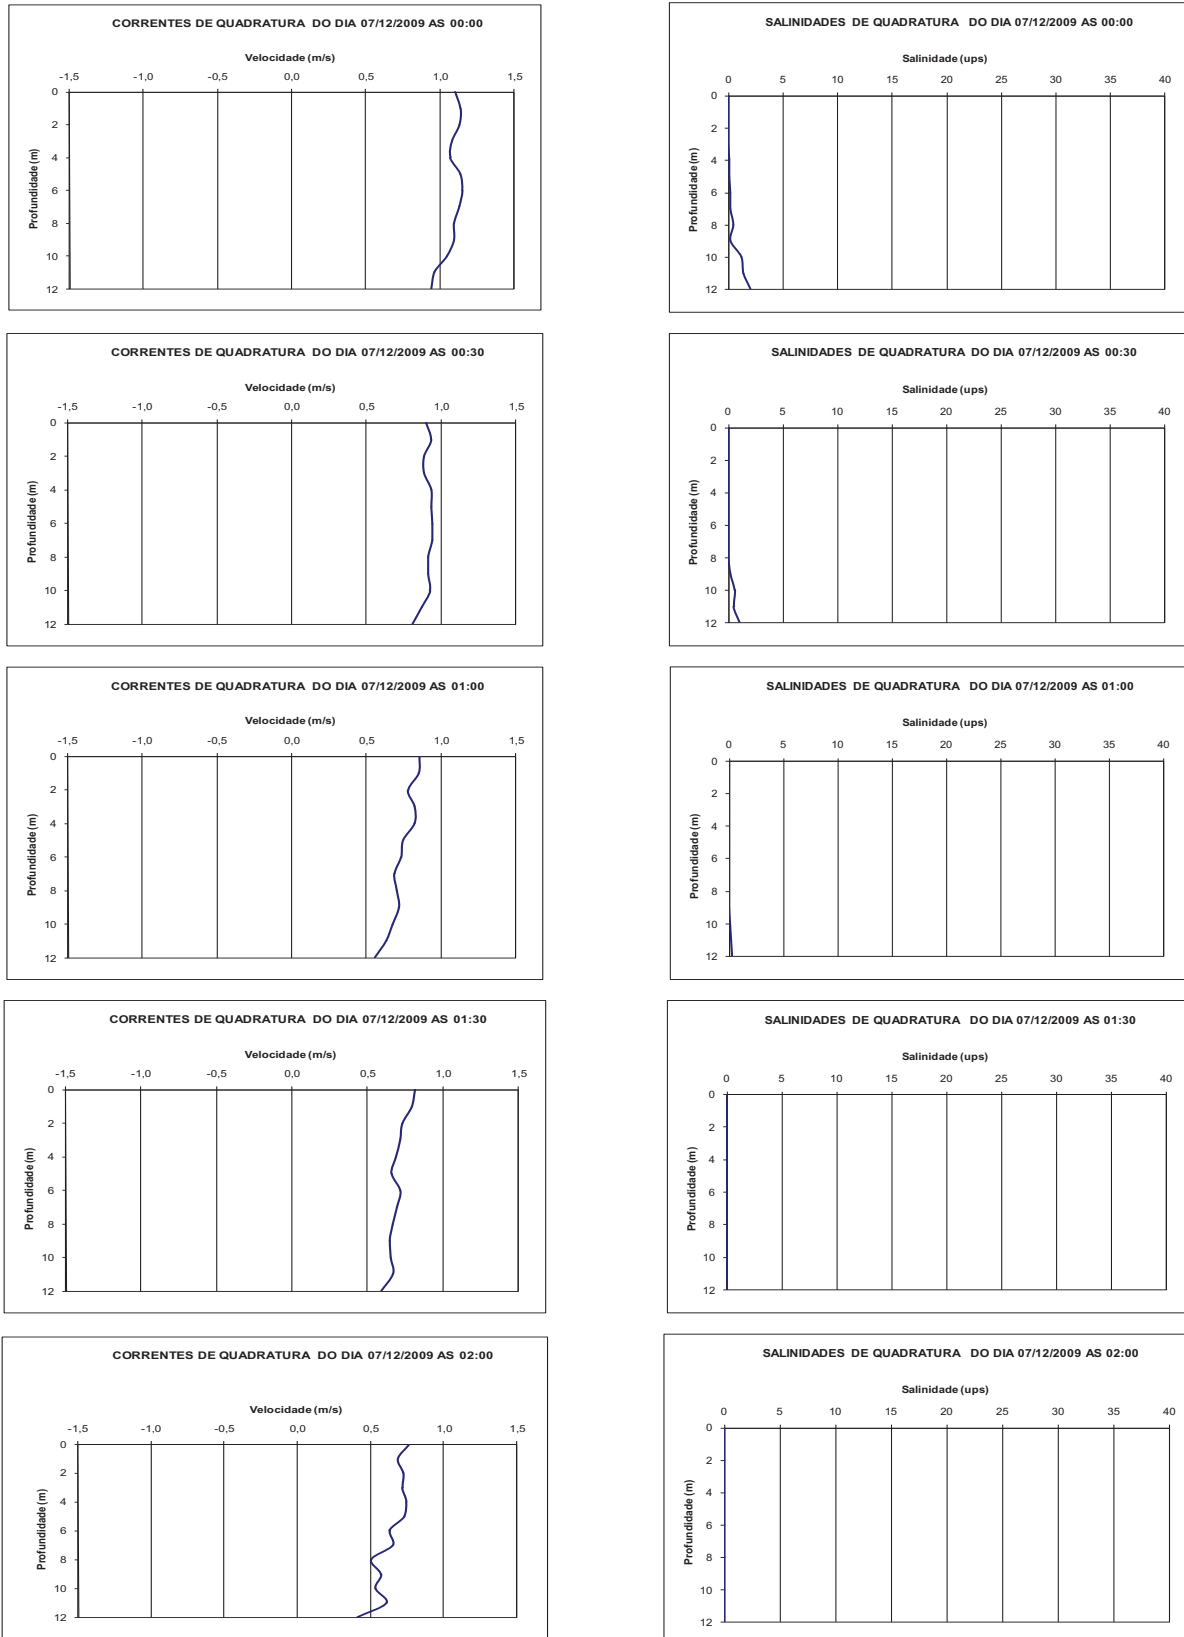 CORRENTES DE QUADRATURA DO DIA 07/12/2009 AS 00:00
Velocidade (m/s)
-1,5 -1,0 -0,5 0,0 0,5 1,0 1,5
Profundidade (m)
0
2
4
6
8
10
12
SALINIDADES DE QUADRATURA DO DIA 07/12/2009 AS 00:00
Salinidade (ups)
0 5 10 15 20 25 30 35 40
Profundidade (m)
0
2
4
6
8
10
12
CORRENTES DE QUADRATURA DO DIA 07/12/2009 AS 00:30
Velocidade (m/s)
-1,5 -1,0 -0,5 0,0 0,5 1,0 1,5
Profundidade (m)
0
2
4
6
8
10
12
SALINIDADES DE QUADRATURA DO DIA 07/12/2009 AS 00:30
Salinidade (ups)
0 5 10 15 20 25 30 35 40
Profundidade (m)
0
2
4
6
8
10
12
CORRENTES DE QUADRATURA DO DIA 07/12/2009 AS 01:00
Velocidade (m/s)
-1,5 -1,0 -0,5 0,0 0,5 1,0 1,5
Profundidade (m)
0
2
4
6
8
10
12
SALINIDADES DE QUADRATURA DO DIA 07/12/2009 AS 01:00
Salinidade (ups)
0 5 10 15 20 25 30 35 40
Profundidade (m)
0
2
4
6
8
10
12
CORRENTES DE QUADRATURA DO DIA 07/12/2009 AS 01:30
Velocidade (m/s)
-1,5 -1,0 -0,5 0,0 0,5 1,0 1,5
Profundidade (m)
0
2
4
6
8
10
12
SALINIDADES DE QUADRATURA DO DIA 07/12/2009 AS 01:30
Salinidade (ups)
0 5 10 15 20 25 30 35 40
Profundidade (m)
0
2
4
6
8
10
12
CORRENTES DE QUADRATURA DO DIA 07/12/2009 AS 02:00
Velocidade (m/s)
-1,5 -1,0 -0,5 0,0 0,5 1,0 1,5
Profundidade (m)
0
2
4
6
8
10
12
SALINIDADES DE QUADRATURA DO DIA 07/12/2009 AS 02:00
Salinidade (ups)
0 5 10 15 20 25 30 35 40
Profundidade (m)
0
2
4
6
8
10
12